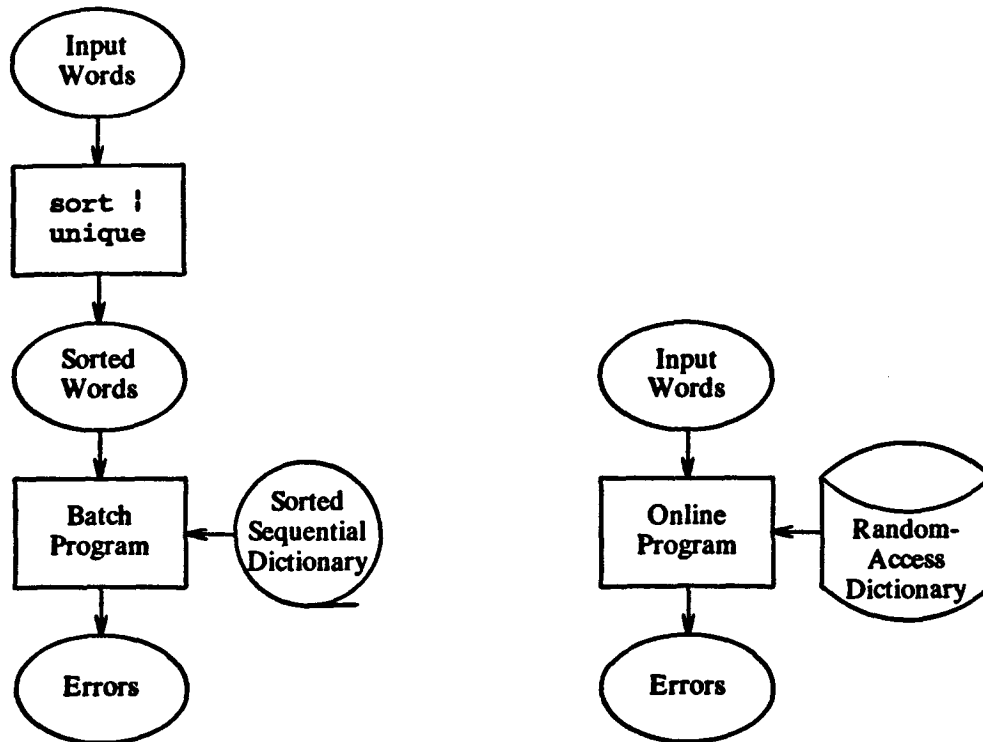 Input
Words
sort ¦
unique
Sorted
Words
Batch
Program
Sorted
Sequential
Dictionary
Errors
Input
Words
Online
Program
Random-
Access
Dictionary
Errors